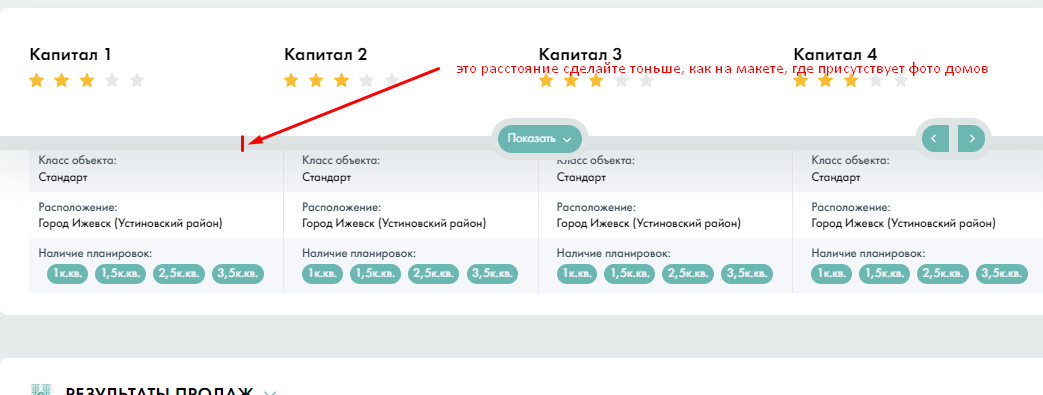 Капитал 1 Капитал 2 Капитал 3 Капитал 4
это расстояние сделайте тоньше, как на макете, где присутствует фото домов
Показать
Класс объекта: Класс объекта: Класс объекта: Класс объекта:
Стандарт Стандарт Стандарт Стандарт
Расположение: Расположение: Расположение: Расположение:
Город Ижевск (Устиновский район) Город Ижевск (Устиновский район) Город Ижевск (Устиновский район) Город Ижевск (Устиновский район)
Наличие планировок: Наличие планировок: Наличие планировок: Наличие планировок:
1к.кв. 1,5к.кв. 2,5к.кв. 3,5к.кв. 1к.кв. 1,5к.кв. 2,5к.кв. 3,5к.кв. 1к.кв. 1,5к.кв. 2,5к.кв. 3,5к.кв. 1к.кв. 1,5к.кв. 2,5к.кв. 3,5к.кв.
РЕЗУЛЬТАТЫ ПРОДАЖ